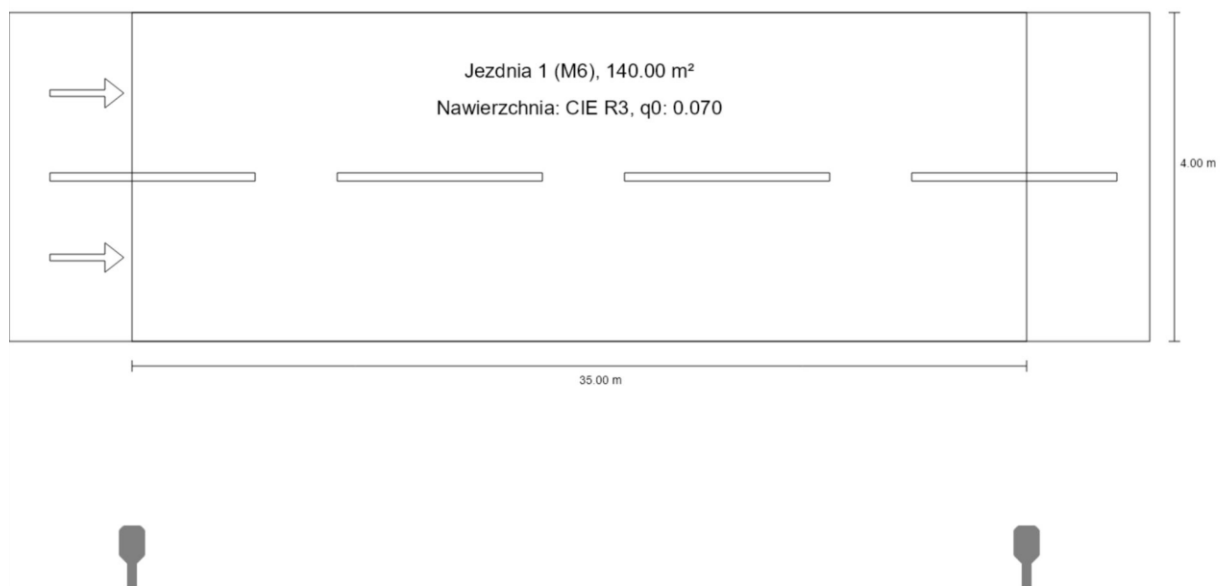 Jezdnia 1 (M6), 140.00 m²
Nawierzchnia: CIE R3, q0: 0.070
4.00 m
35.00 m